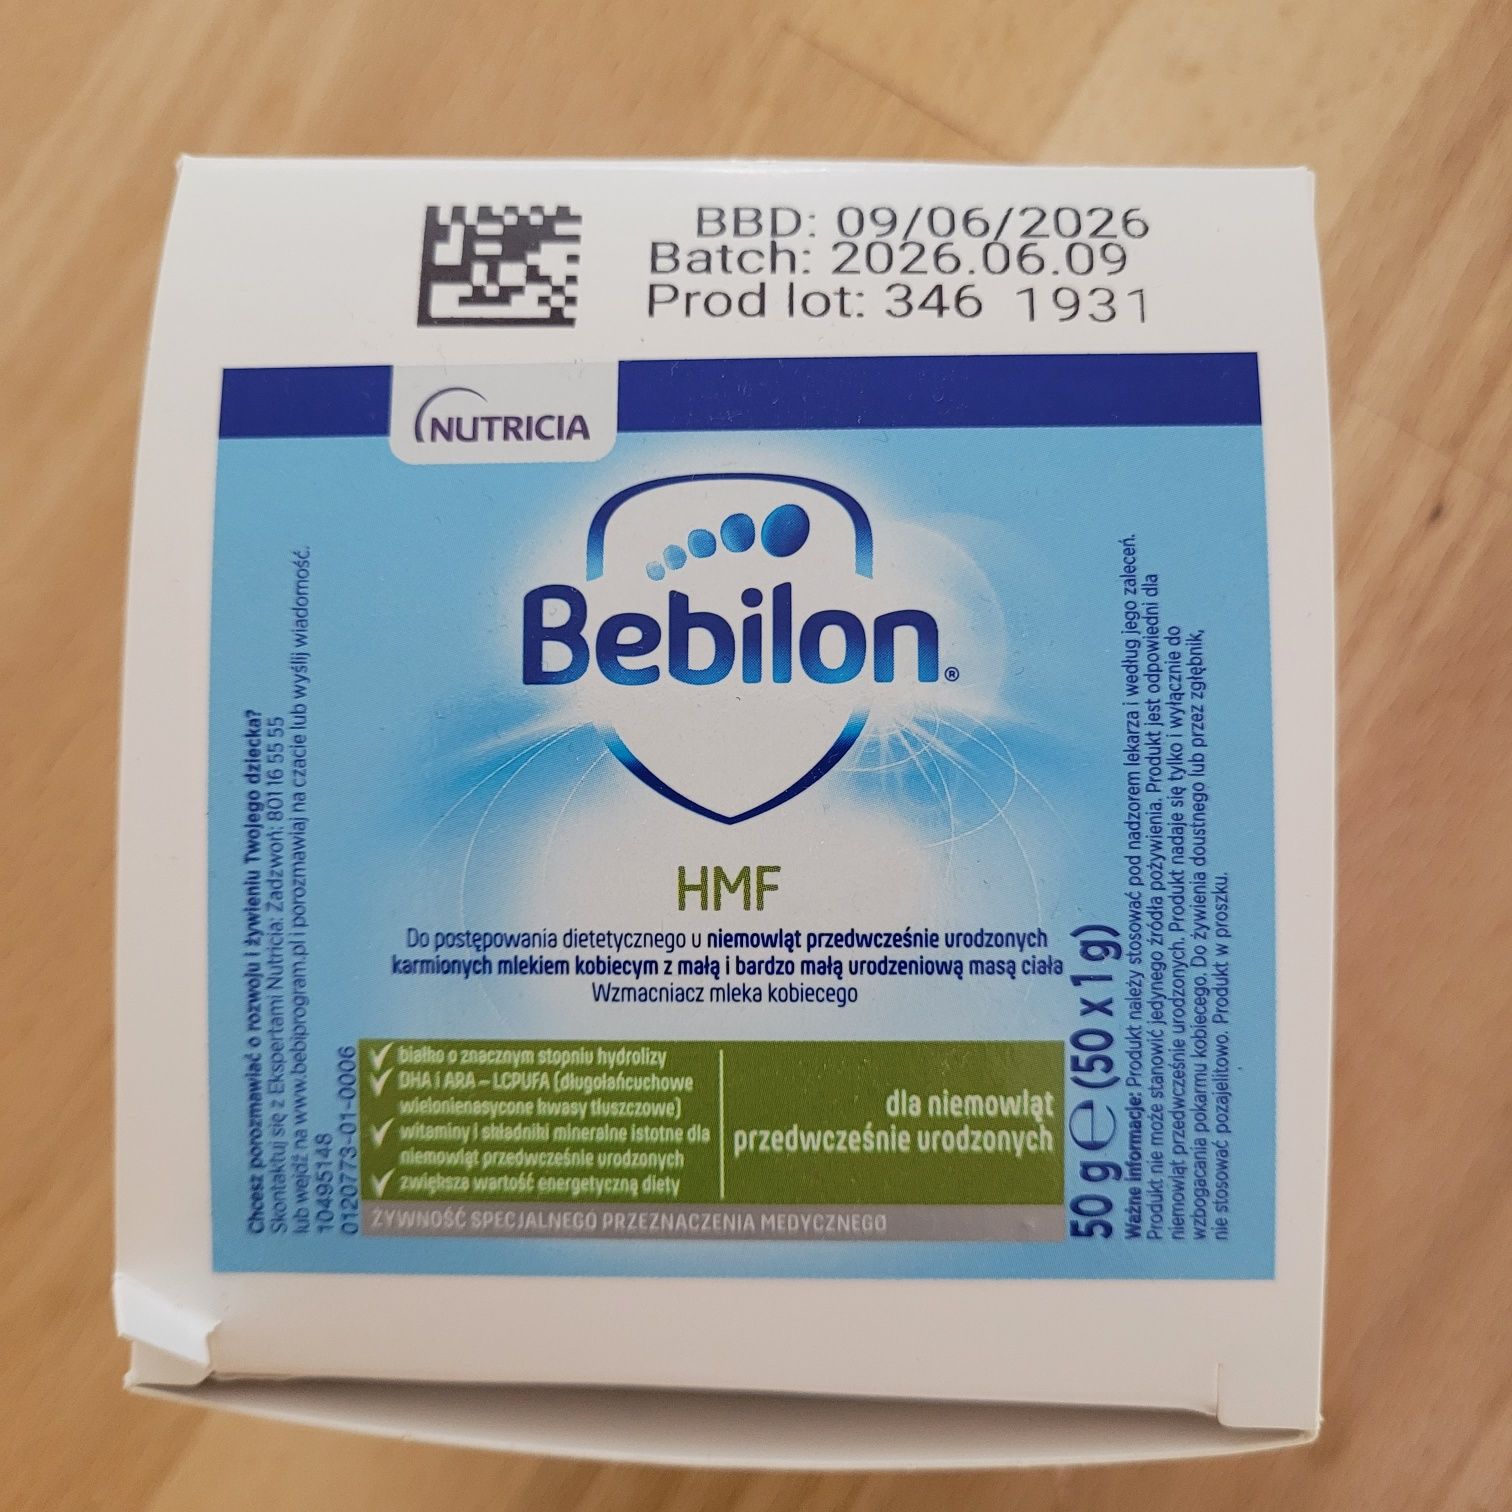 BBD: 09/06/2026
Batch: 2026.06.09
Prod lot: 346 1931
NUTRICIA
Bebilon®
HMF
Do postępowania dietetycznego u niemowląt przedwcześnie urodzonych
karmionych mlekiem kobiecym z małą i bardzo małą urodzeniową masą ciała
Wzmacniacz mleka kobiecego
białko o znacznym stopniu hydrolizy
DHA i ARA – LCPUFA (długołańcuchowe
wielonienasycone kwasy tłuszczowe)
witaminy i składniki mineralne istotne dla
niemowląt przedwcześnie urodzonych
zwiększa wartość energetyczną diety
dla niemowląt
przedwcześnie urodzonych
ŻYWNOŚĆ SPECJALNEGO PRZEZNACZENIA MEDYCZNEGO
Chcesz porozmawiać o rozwoju i żywieniu Twojego dziecka?
Skontaktuj się z Ekspertami Nutricia: Zadzwoń: 801 16 55 55
lub wejdź na www.bebiprogram.pl i porozmawiaj na czacie lub wyślij wiadomość.
10495148
0120773-01-0006
50 g e (50 x 1 g)
Ważne informacje: Produkt należy stosować pod nadzorem lekarza i według jego zaleceń.
Produkt nie może stanowić jedynego źródła pożywienia. Produkt jest odpowiedni dla
niemowląt przedwcześnie urodzonych. Produkt nadaje się tylko i wyłącznie do
wzbogacania pokarmu kobiecego. Do żywienia doustnego lub przez zgłębnik,
nie stosować pozajelitowo. Produkt w proszku.